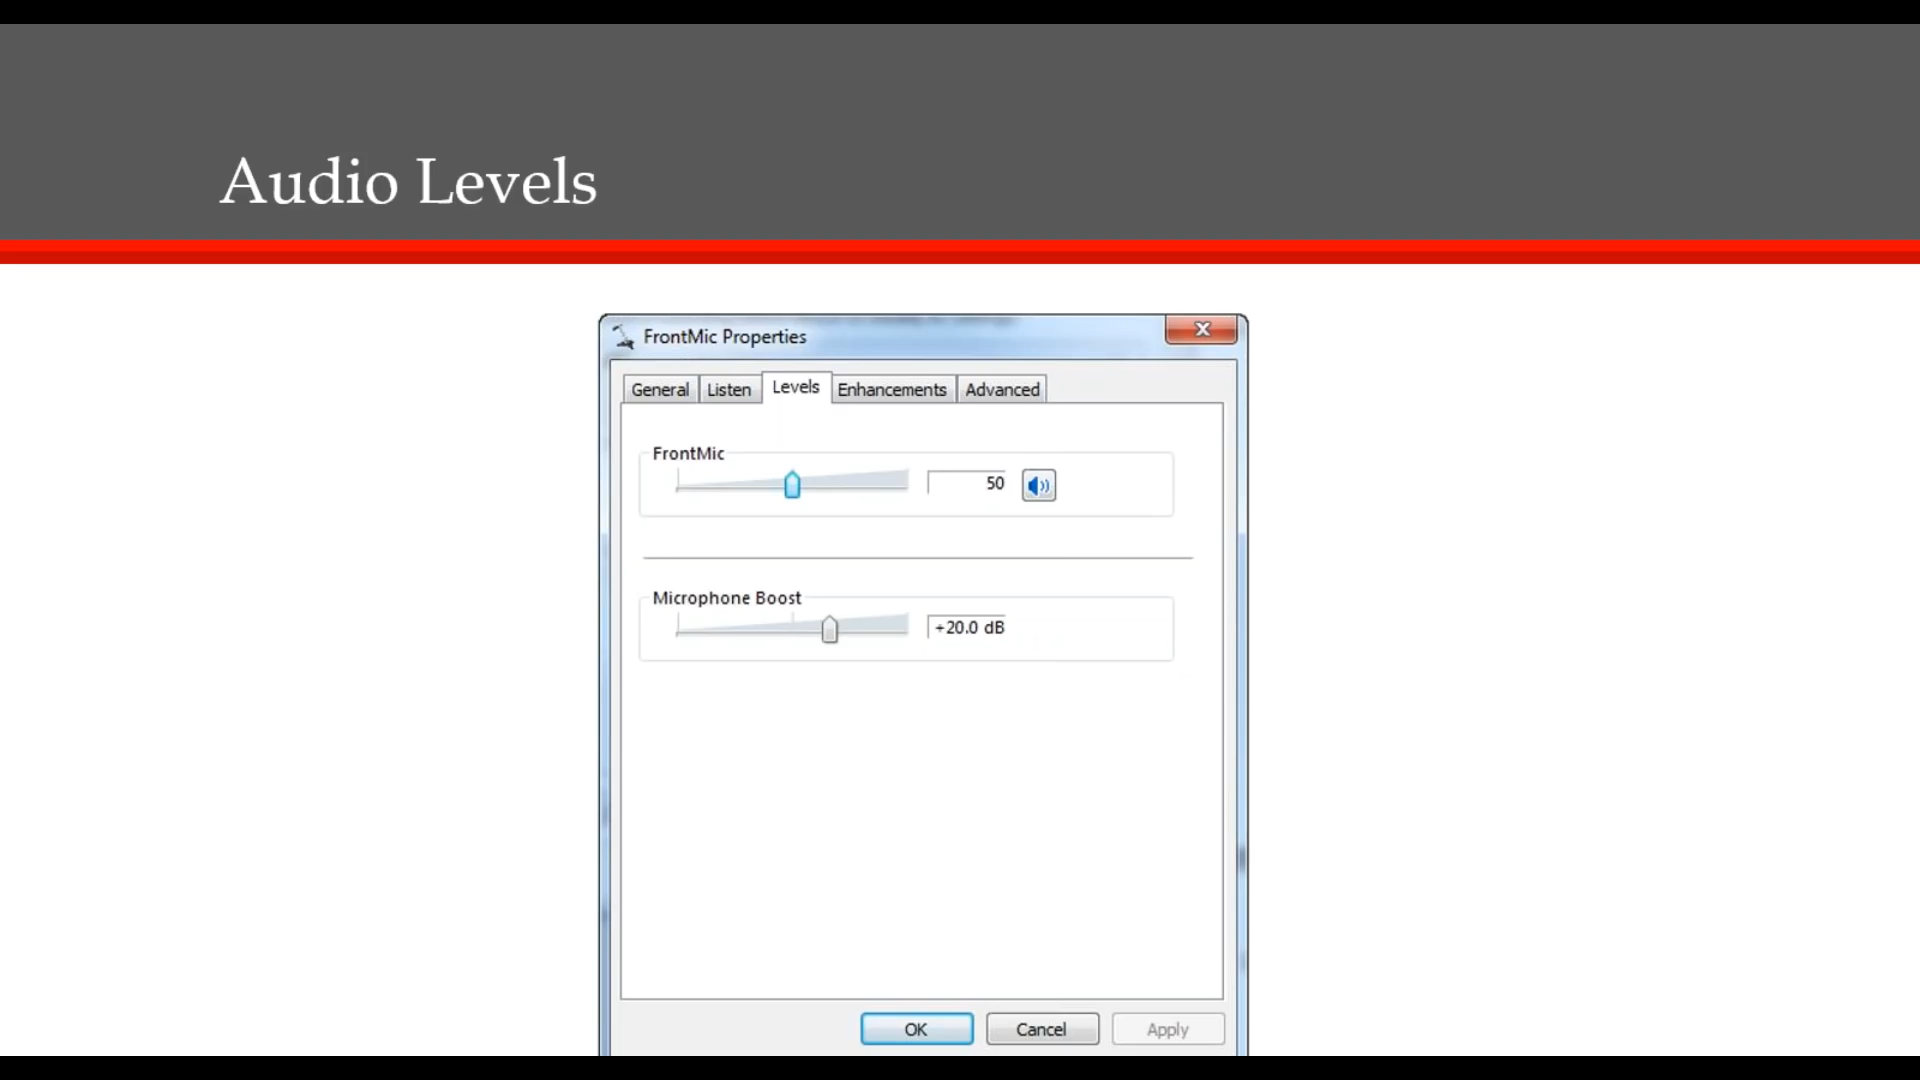 Audio Levels
FrontMic Properties
General Listen Levels Enhancements Advanced
FrontMic
50
Microphone Boost
+20.0 dB
OK Cancel Apply